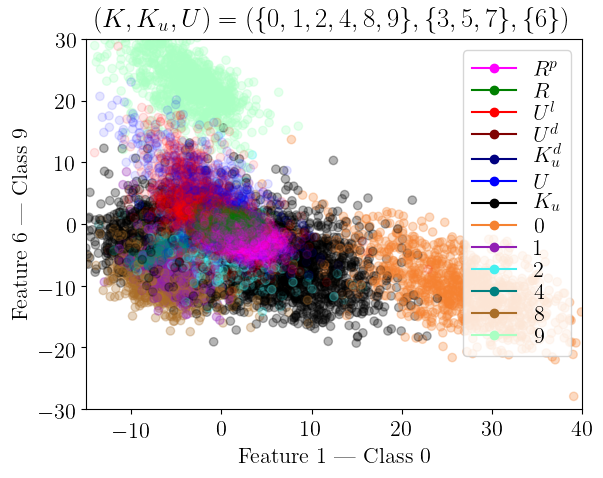 (K, K_u, U) = ({0, 1, 2, 4, 8, 9}, {3, 5, 7}, {6})
30
20
10
0
−10
−20
−30
Feature 6 — Class 9
R^p
R
U^l
U^d
K_u^d
U
K_u
0
1
2
4
8
9
−10
0
10
20
30
40
Feature 1 — Class 0